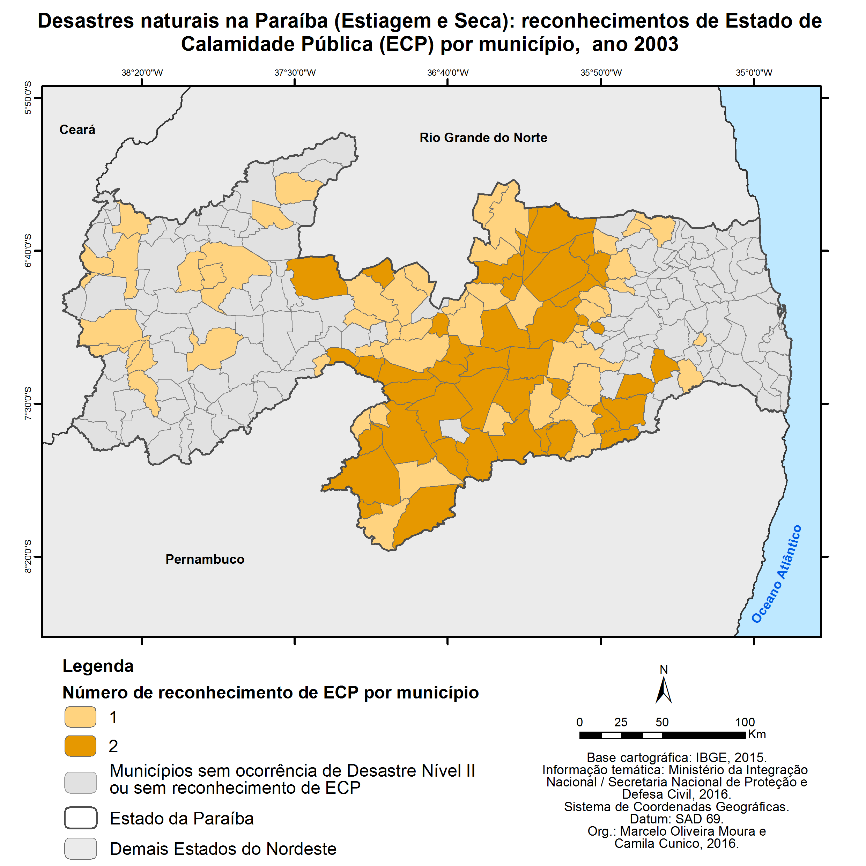 Desastres naturais na Paraíba (Estiagem e Seca): reconhecimentos de Estado de
Calamidade Pública (ECP) por município, ano 2003
38°20'0"W 37°30'0"W 36°40'0"W 35°50'0"W 35°0'0"W
5°50'0"S
Ceará
Rio Grande do Norte
6°40'0"S
7°30'0"S
8°20'0"S
Pernambuco
Oceano Atlântico
Legenda
Número de reconhecimento de ECP por município
1
2
Municípios sem ocorrência de Desastre Nível II
ou sem reconhecimento de ECP
Estado da Paraíba
Demais Estados do Nordeste
N
0 25 50 100
Km
Base cartográfica: IBGE, 2015.
Informação temática: Ministério da Integração
Nacional / Secretaria Nacional de Proteção e
Defesa Civil, 2016.
Sistema de Coordenadas Geográficas.
Datum: SAD 69.
Org.: Marcelo Oliveira Moura e
Camila Cunico, 2016.